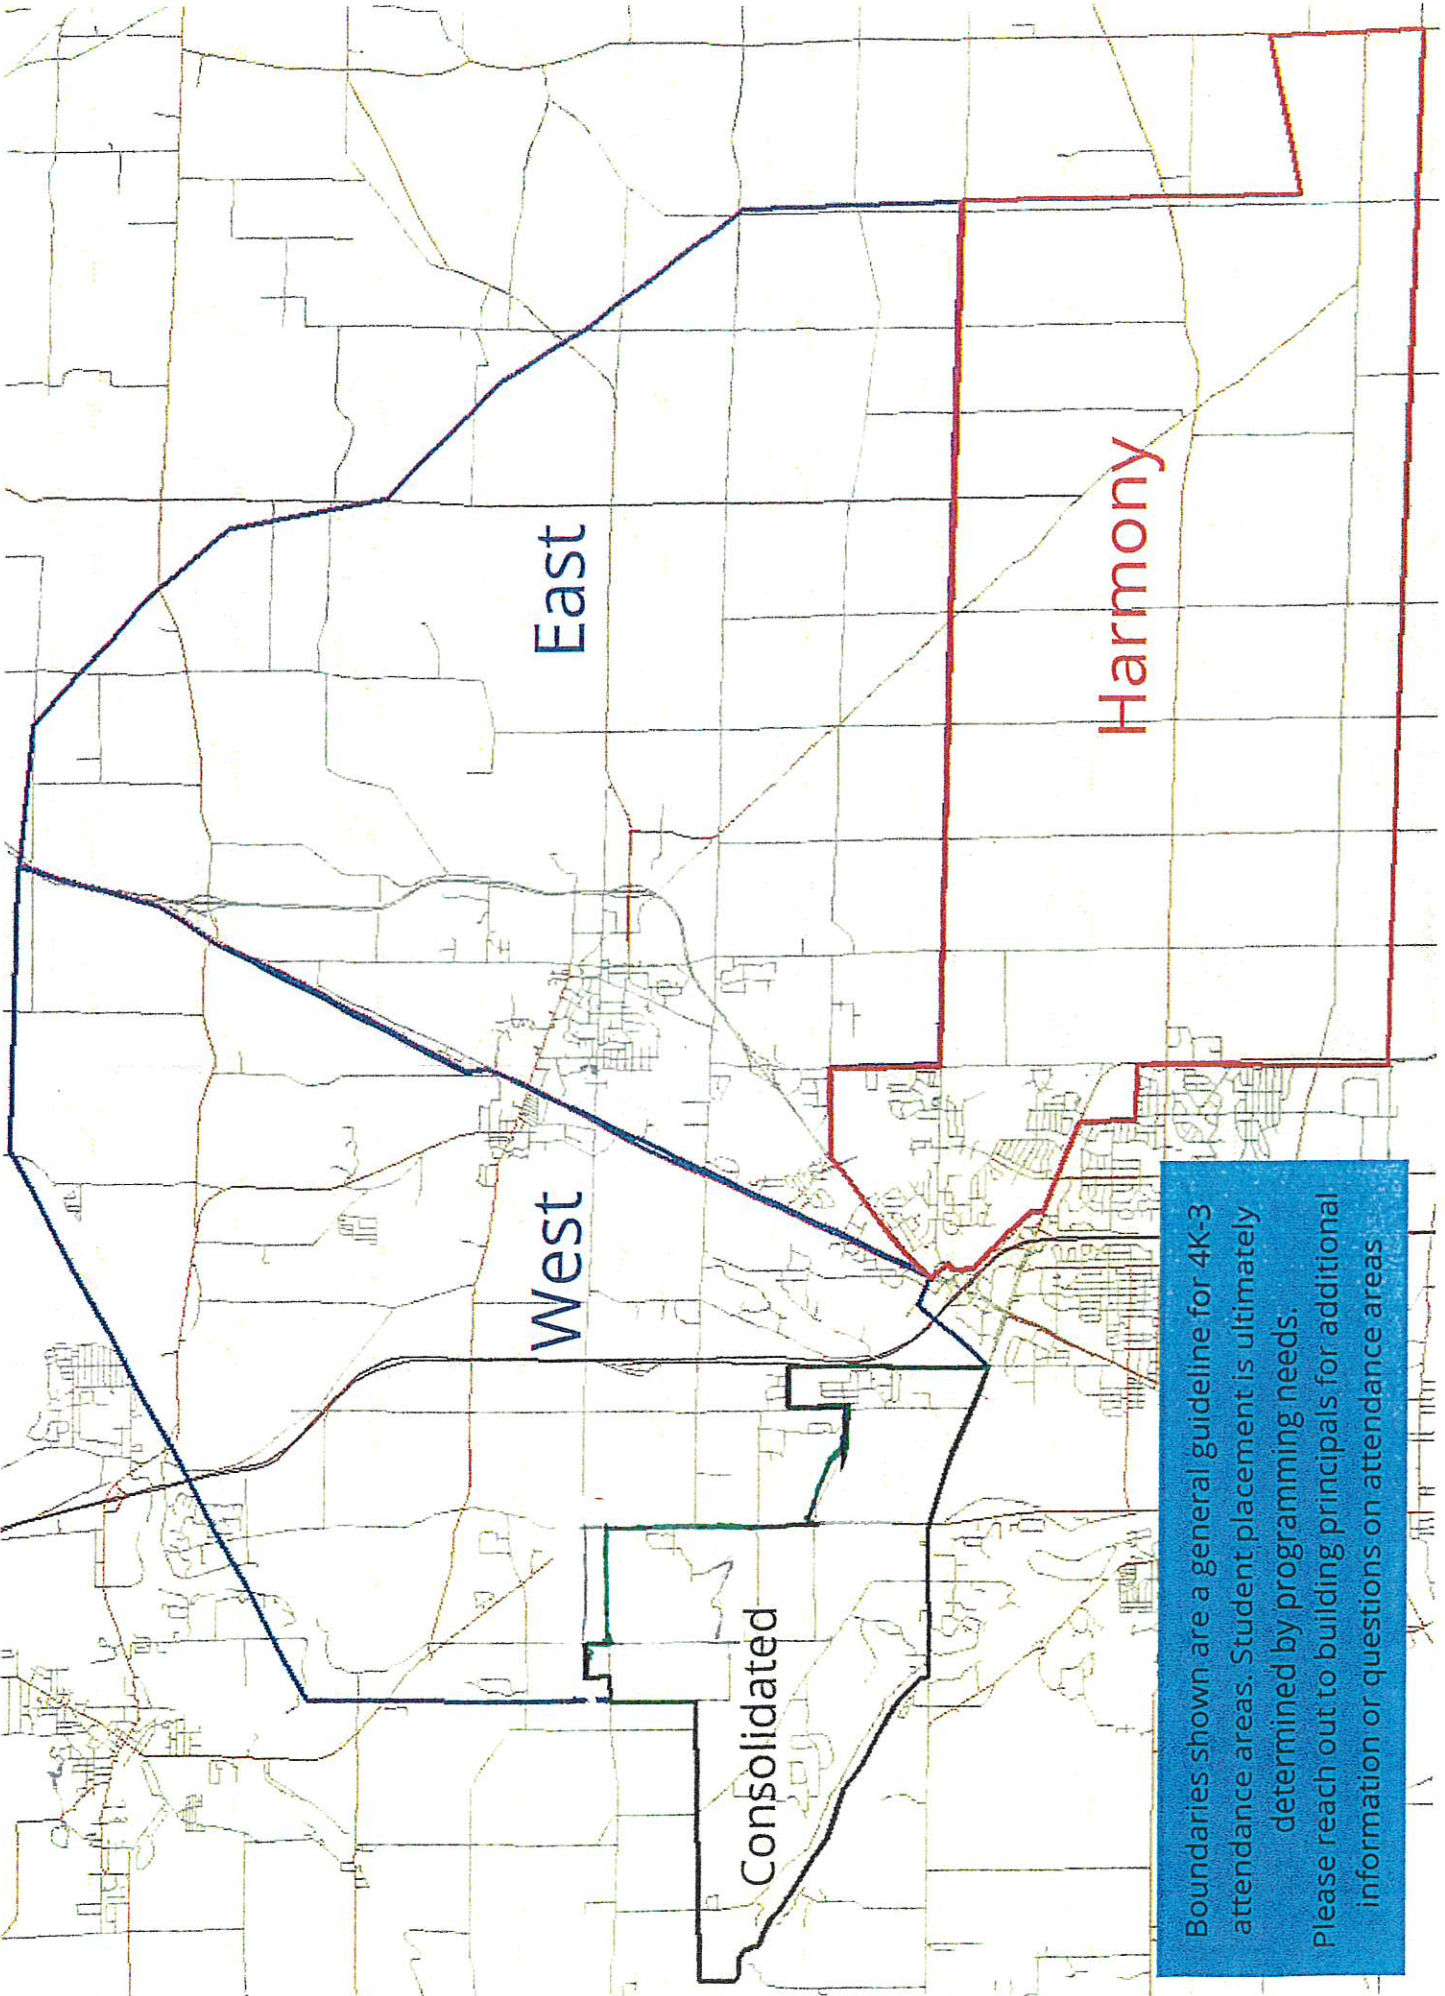 West
East
Consolidated
Harmony
Boundaries shown are a general guideline for 4K-3
attendance areas. Student placement is ultimately
determined by programming needs.
Please reach out to building principals for additional
information or questions on attendance areas